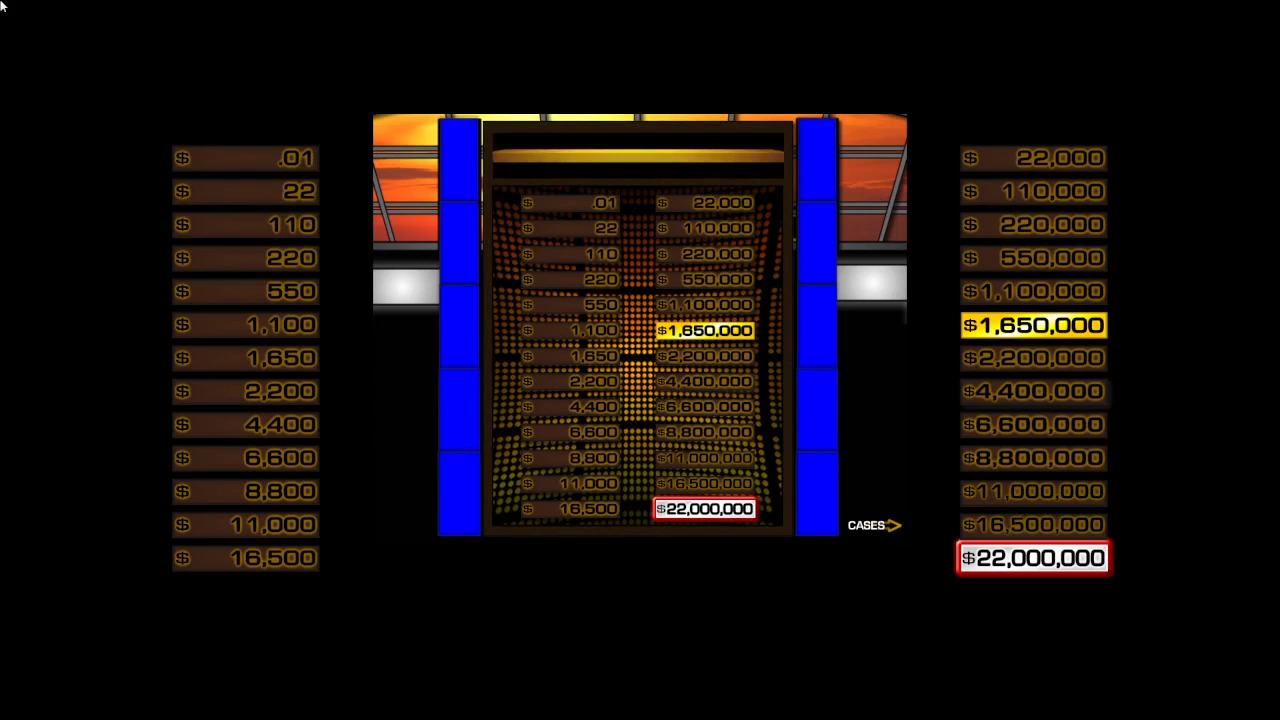 $ .01
$ 22
$ 110
$ 220
$ 550
$ 1,100
$ 1,650
$ 2,200
$ 4,400
$ 6,600
$ 8,800
$ 11,000
$ 16,500
$ .01 $ 22,000
$ 22 $ 110,000
$ 110 $ 220,000
$ 220 $ 550,000
$ 550 $1,100,000
$ 1,100 $1,650,000
$ 1,650 $2,200,000
$ 2,200 $4,400,000
$ 4,400 $6,600,000
$ 6,600 $8,800,000
$ 8,800 $11,000,000
$ 11,000 $16,500,000
$ 16,500 $22,000,000
CASES
$ 22,000
$ 110,000
$ 220,000
$ 550,000
$1,100,000
$1,650,000
$2,200,000
$4,400,000
$6,600,000
$8,800,000
$11,000,000
$16,500,000
$22,000,000